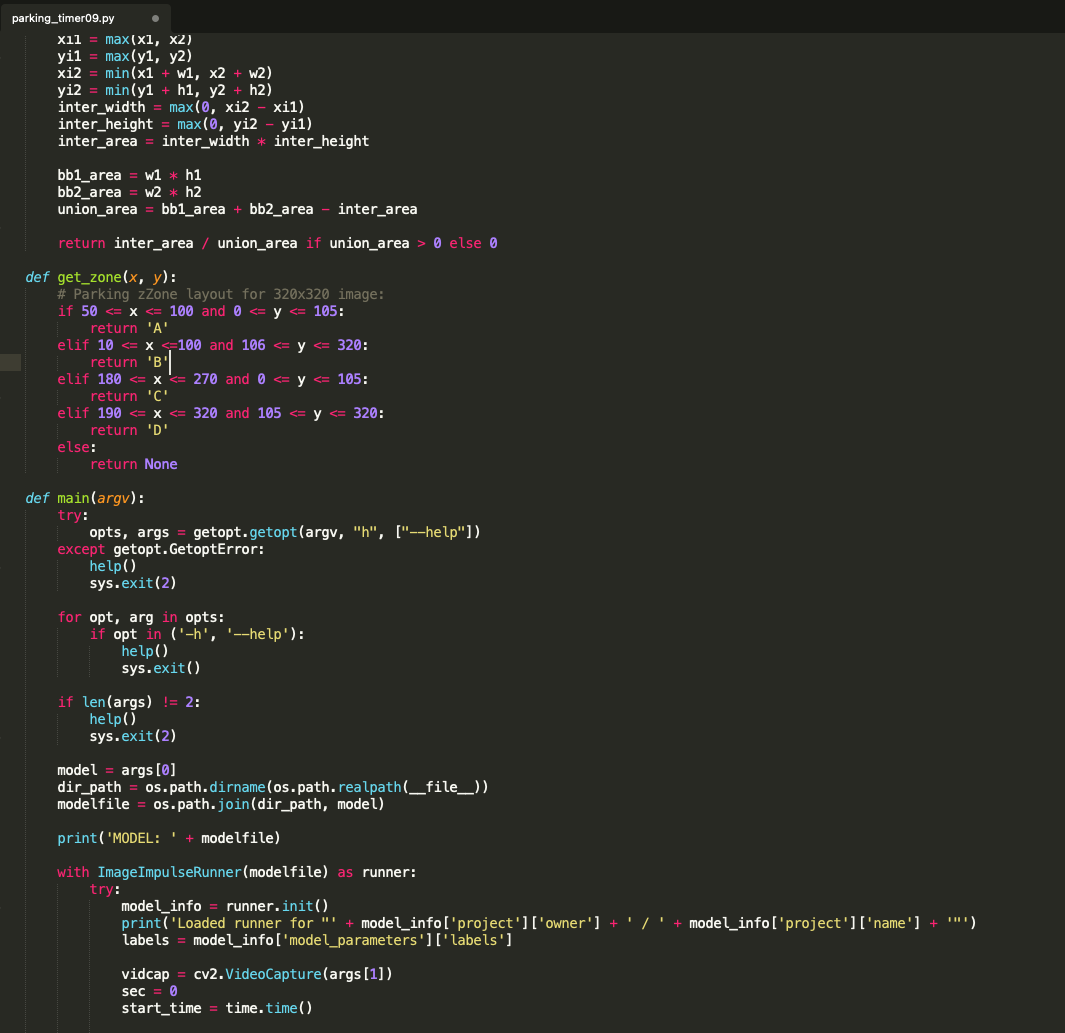 parking_timer09.py
xi1 = max(x1, x2)
yi1 = max(y1, y2)
xi2 = min(x1 + w1, x2 + w2)
yi2 = min(y1 + h1, y2 + h2)
inter_width = max(0, xi2 - xi1)
inter_height = max(0, yi2 - yi1)
inter_area = inter_width * inter_height
bb1_area = w1 * h1
bb2_area = w2 * h2
union_area = bb1_area + bb2_area - inter_area
return inter_area / union_area if union_area > 0 else 0
def get_zone(x, y):
# Parking zZone layout for 320x320 image:
if 50 <= x <= 100 and 0 <= y <= 105:
return 'A'
elif 10 <= x <=100 and 106 <= y <= 320:
return 'B'
elif 180 <= x <= 270 and 0 <= y <= 105:
return 'C'
elif 190 <= x <= 320 and 105 <= y <= 320:
return 'D'
else:
return None
def main(argv):
try:
opts, args = getopt.getopt(argv, "h", ["--help"])
except getopt.GetoptError:
help()
sys.exit(2)
for opt, arg in opts:
if opt in ('-h', '--help'):
help()
sys.exit()
if len(args) != 2:
help()
sys.exit(2)
model = args[0]
dir_path = os.path.dirname(os.path.realpath(__file__))
modelfile = os.path.join(dir_path, model)
print('MODEL: ' + modelfile)
with ImageImpulseRunner(modelfile) as runner:
try:
model_info = runner.init()
print('Loaded runner for "' + model_info['project']['owner'] + ' / ' + model_info['project']['name'] + '"')
labels = model_info['model_parameters']['labels']
vidcap = cv2.VideoCapture(args[1])
sec = 0
start_time = time.time()